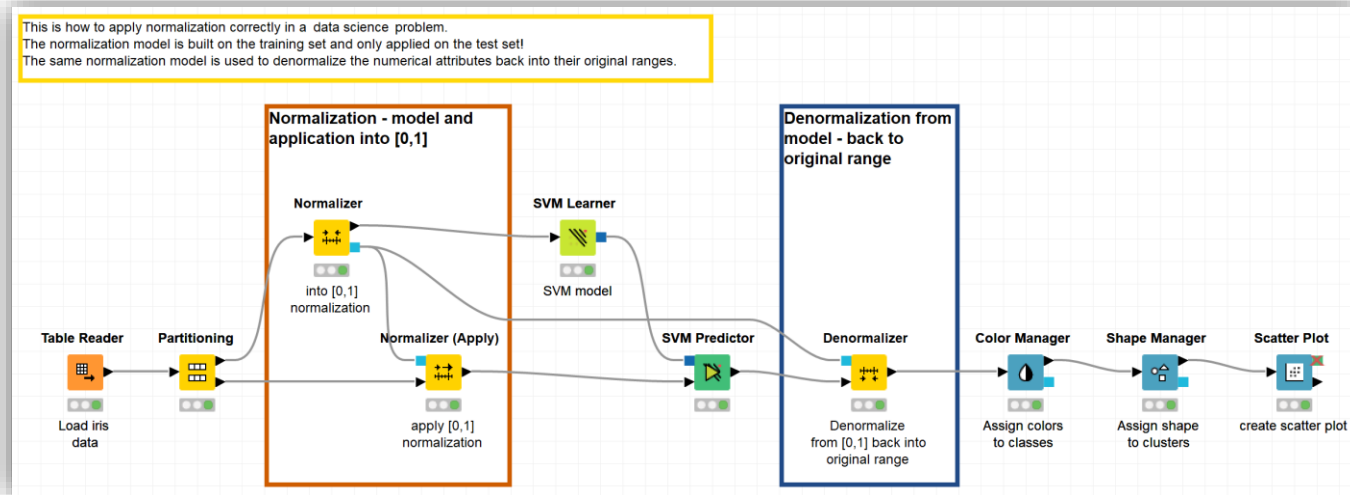 This is how to apply normalization correctly in a data science problem.
The normalization model is built on the training set and only applied on the test set!
The same normalization model is used to denormalize the numerical attributes back into their original ranges.
Normalization - model and
application into [0,1]
Denormalization from
model - back to
original range
Normalizer
into [0,1]
normalization
SVM Learner
SVM model
Table Reader
Load iris
data
Partitioning
Normalizer (Apply)
apply [0,1]
normalization
SVM Predictor
Denormalizer
Denormalize
from [0,1] back into
original range
Color Manager
Assign colors
to classes
Shape Manager
Assign shape
to clusters
Scatter Plot
create scatter plot